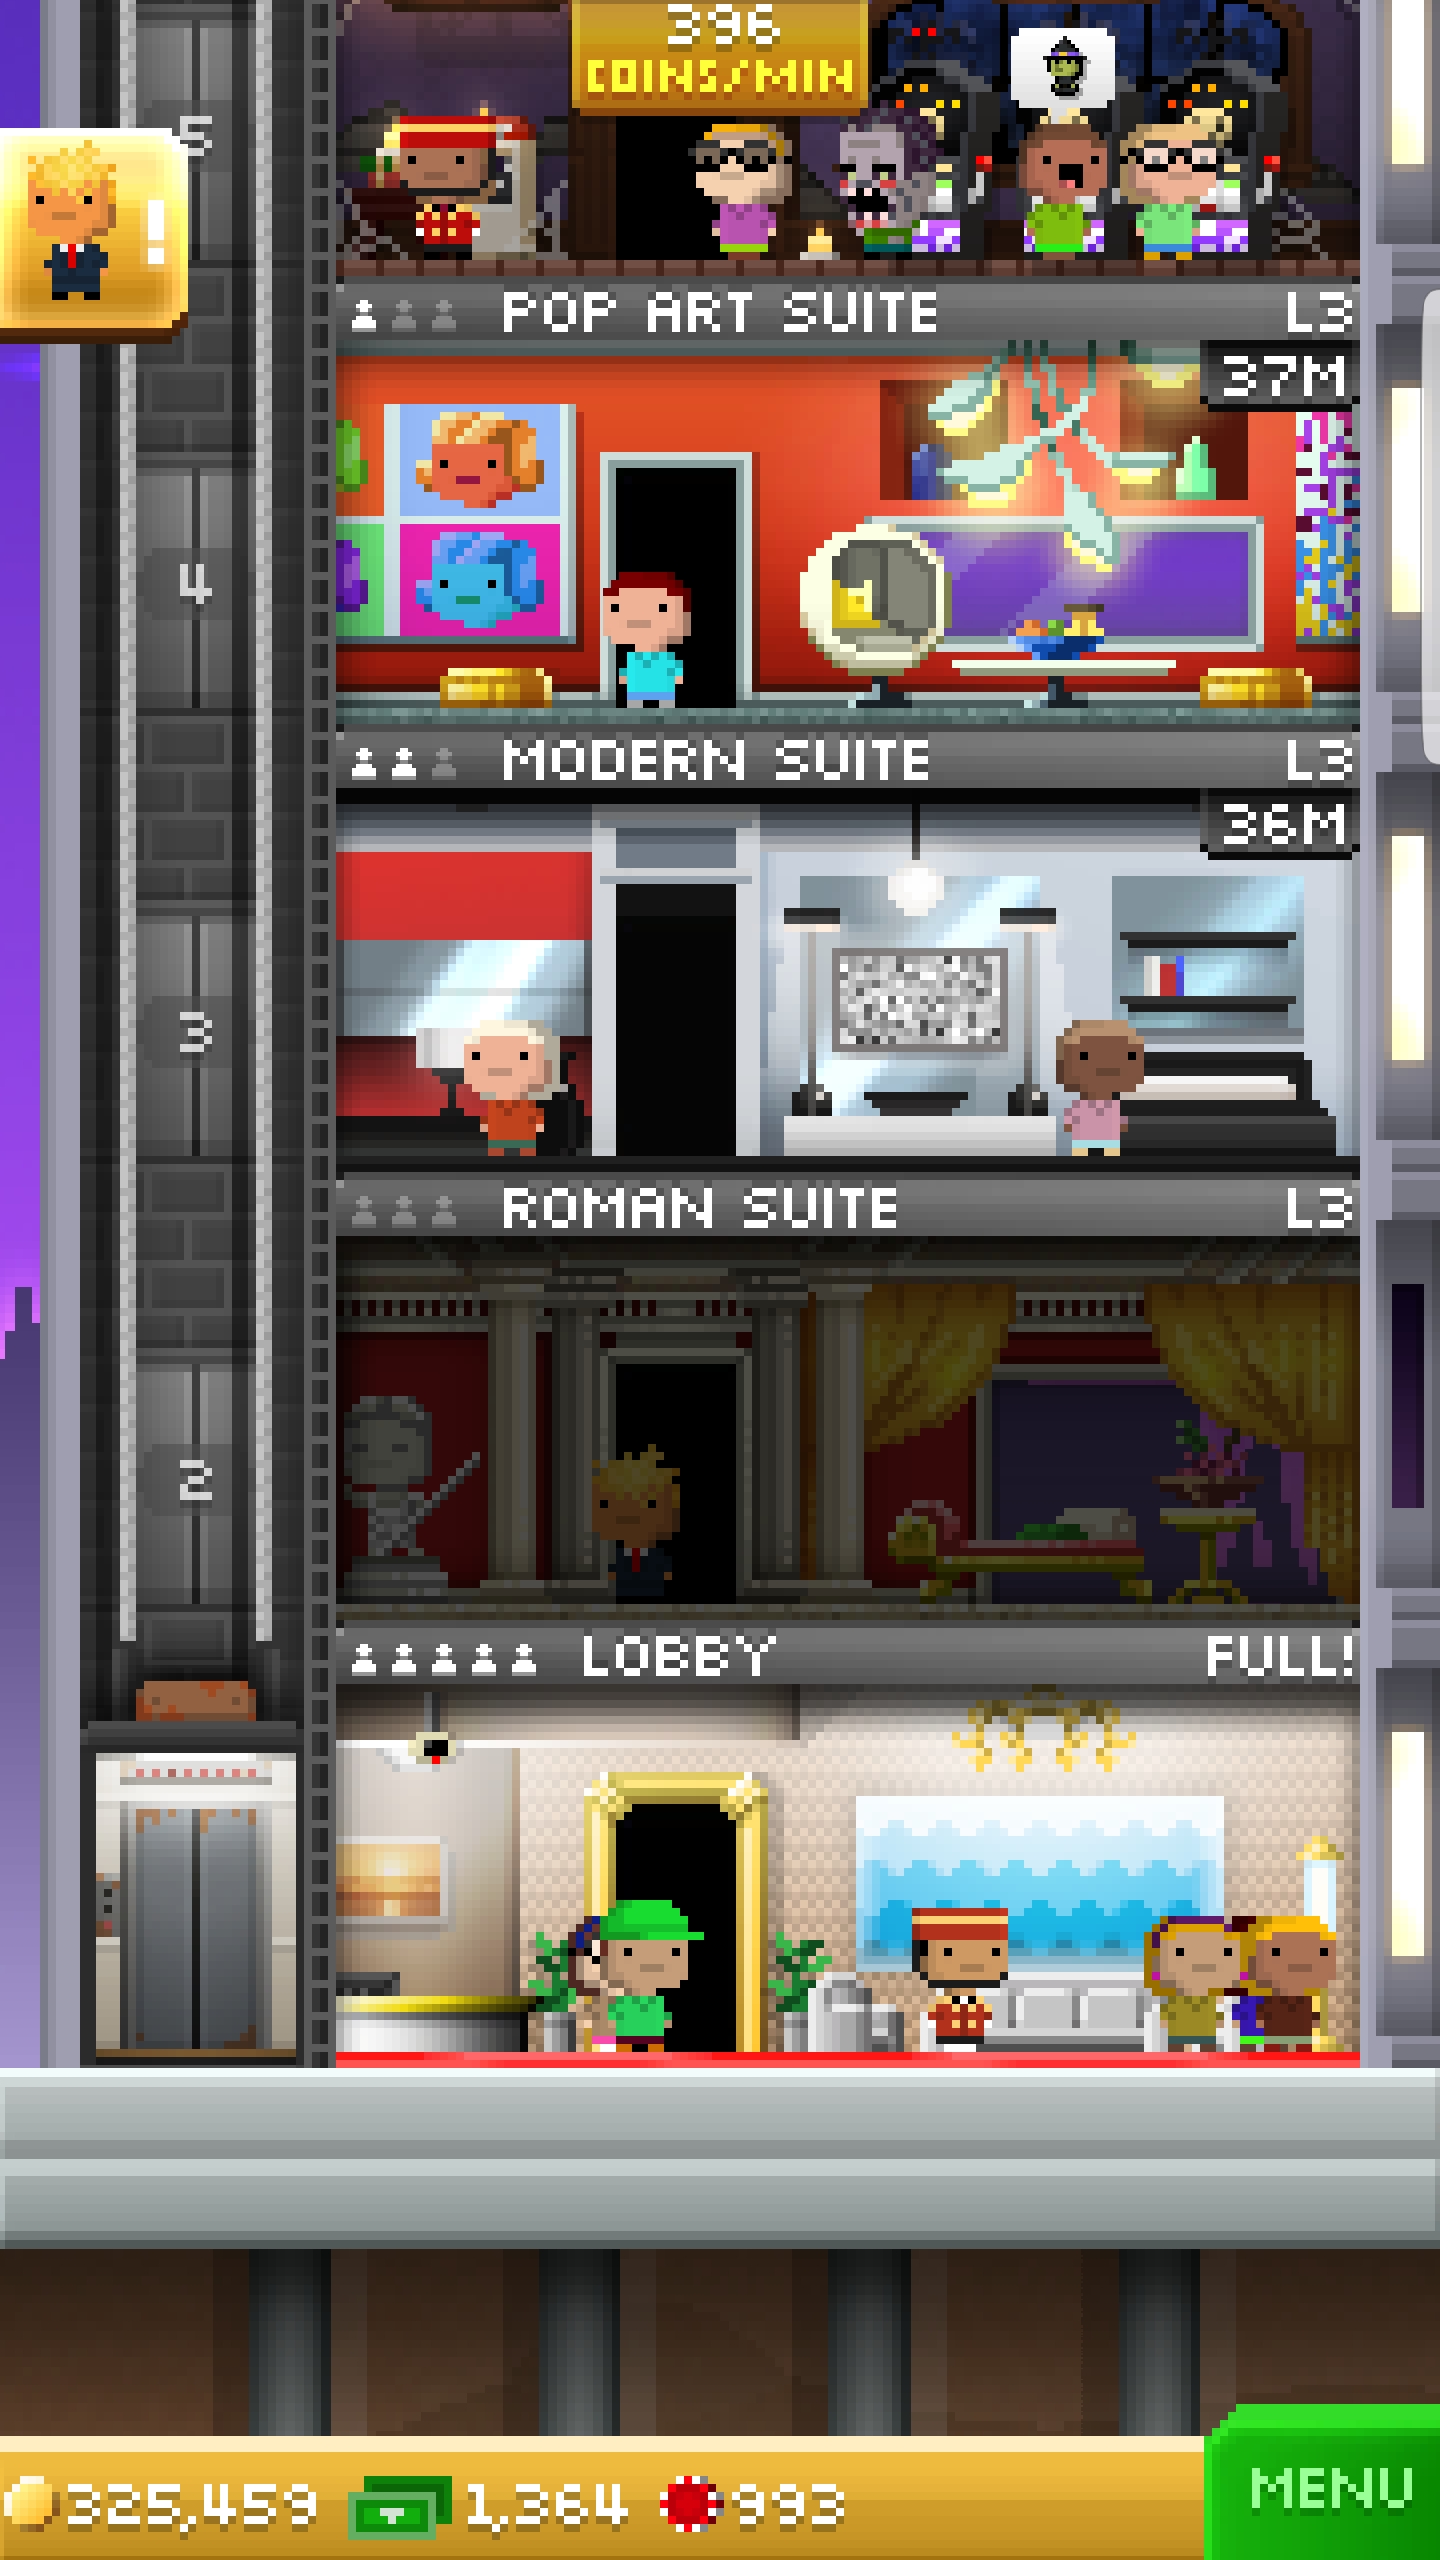 396
COINS/MIN
5
!
POP ART SUITE L3
37M
4
MODERN SUITE L3
36M
3
ROMAN SUITE L3
2
LOBBY FULL!
325,459 1,364 993
MENU